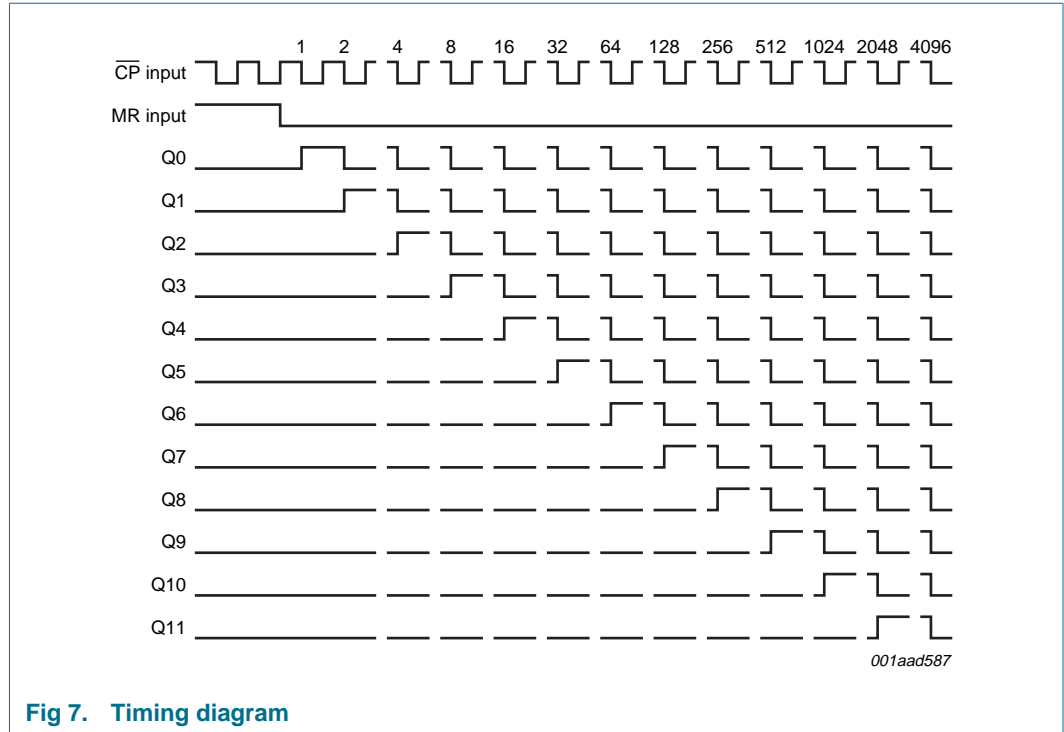 1 2 4 8 16 32 64 128 256 512 1024 2048 4096
CP input
MR input
Q0
Q1
Q2
Q3
Q4
Q5
Q6
Q7
Q8
Q9
Q10
Q11
001aad587
Fig 7. Timing diagram